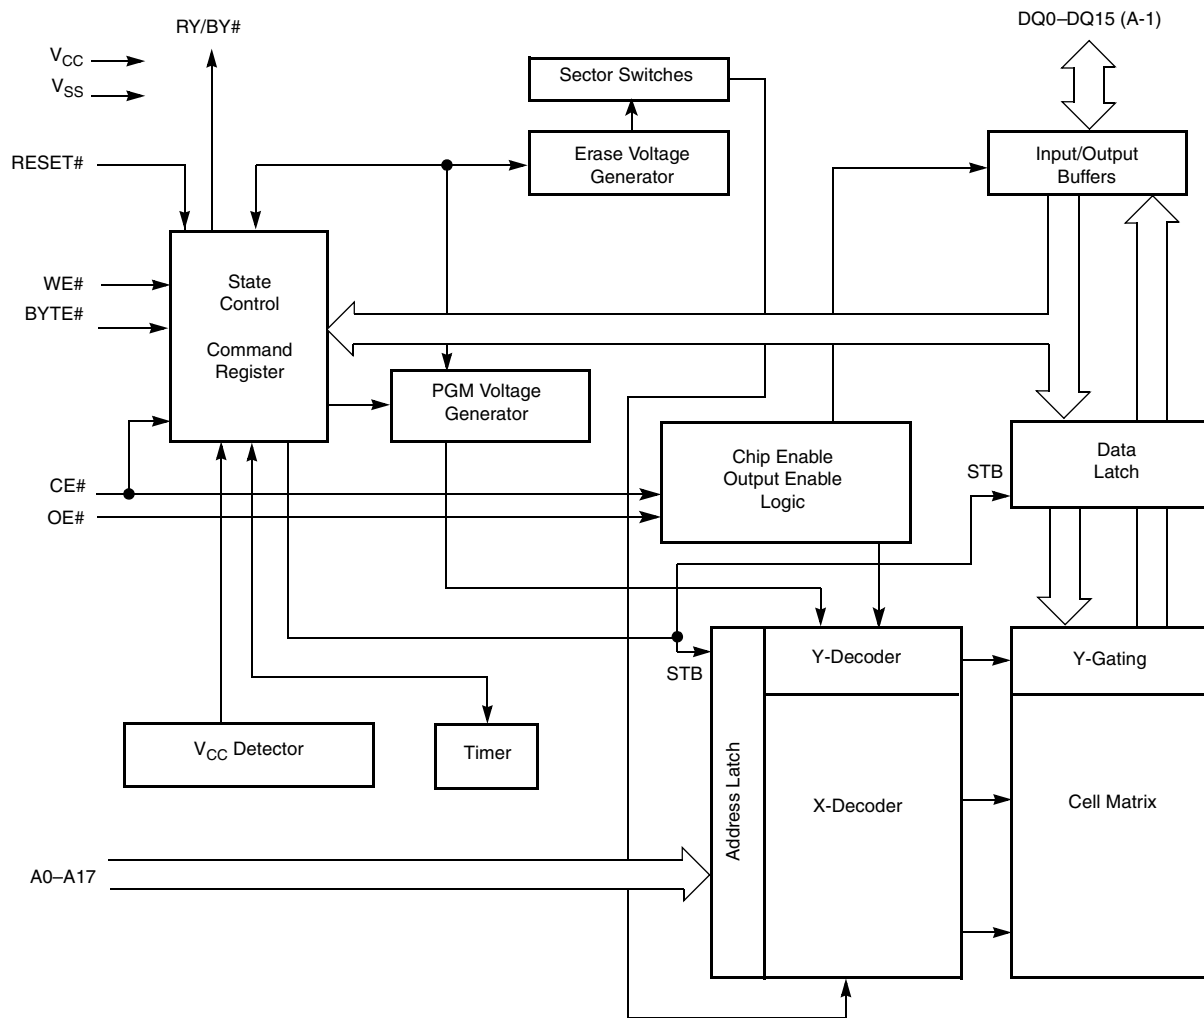 RY/BY#
DQ0–DQ15 (A-1)
VCC
VSS
Sector Switches
RESET#
Erase Voltage
Generator
Input/Output
Buffers
WE#
BYTE#
State
Control
Command
Register
PGM Voltage
Generator
Chip Enable
Output Enable
Logic
STB
Data
Latch
CE#
OE#
STB
Y-Decoder
Y-Gating
VCC Detector
Timer
Address Latch
X-Decoder
Cell Matrix
A0–A17